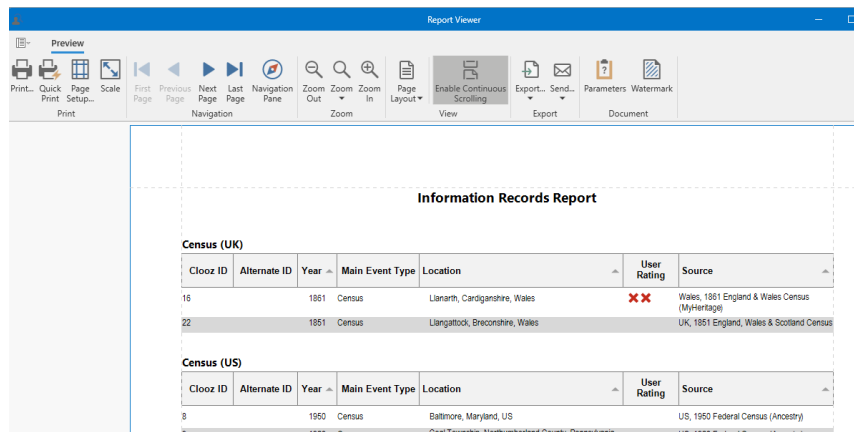 Report Viewer
Preview
Print... Quick Print Page Setup... Scale First Page Previous Page Next Page Last Page Navigation Pane Zoom Out Zoom Zoom In Page Layout Enable Continuous Scrolling Export... Send... Parameters Watermark
Print Navigation Zoom View Export Document
Information Records Report
Census (UK)
Clooz ID Alternate ID Year Main Event Type Location User Rating Source
16 1861 Census Llanarth, Cardiganshire, Wales Wales, 1861 England & Wales Census (MyHeritage)
22 1851 Census Llangattock, Breconshire, Wales UK, 1851 England, Wales & Scotland Census
Census (US)
Clooz ID Alternate ID Year Main Event Type Location User Rating Source
8 1950 Census Baltimore, Maryland, US US, 1950 Federal Census (Ancestry)